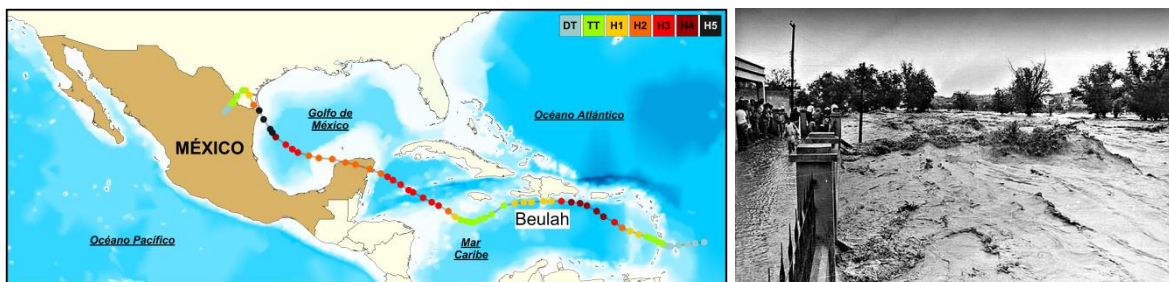 DT TT H1 H2 H3 H4 H5
Golfo de
México
Océano Atlántico
MÉXICO
Beulah
Océano Pacífico
Mar
Caribe